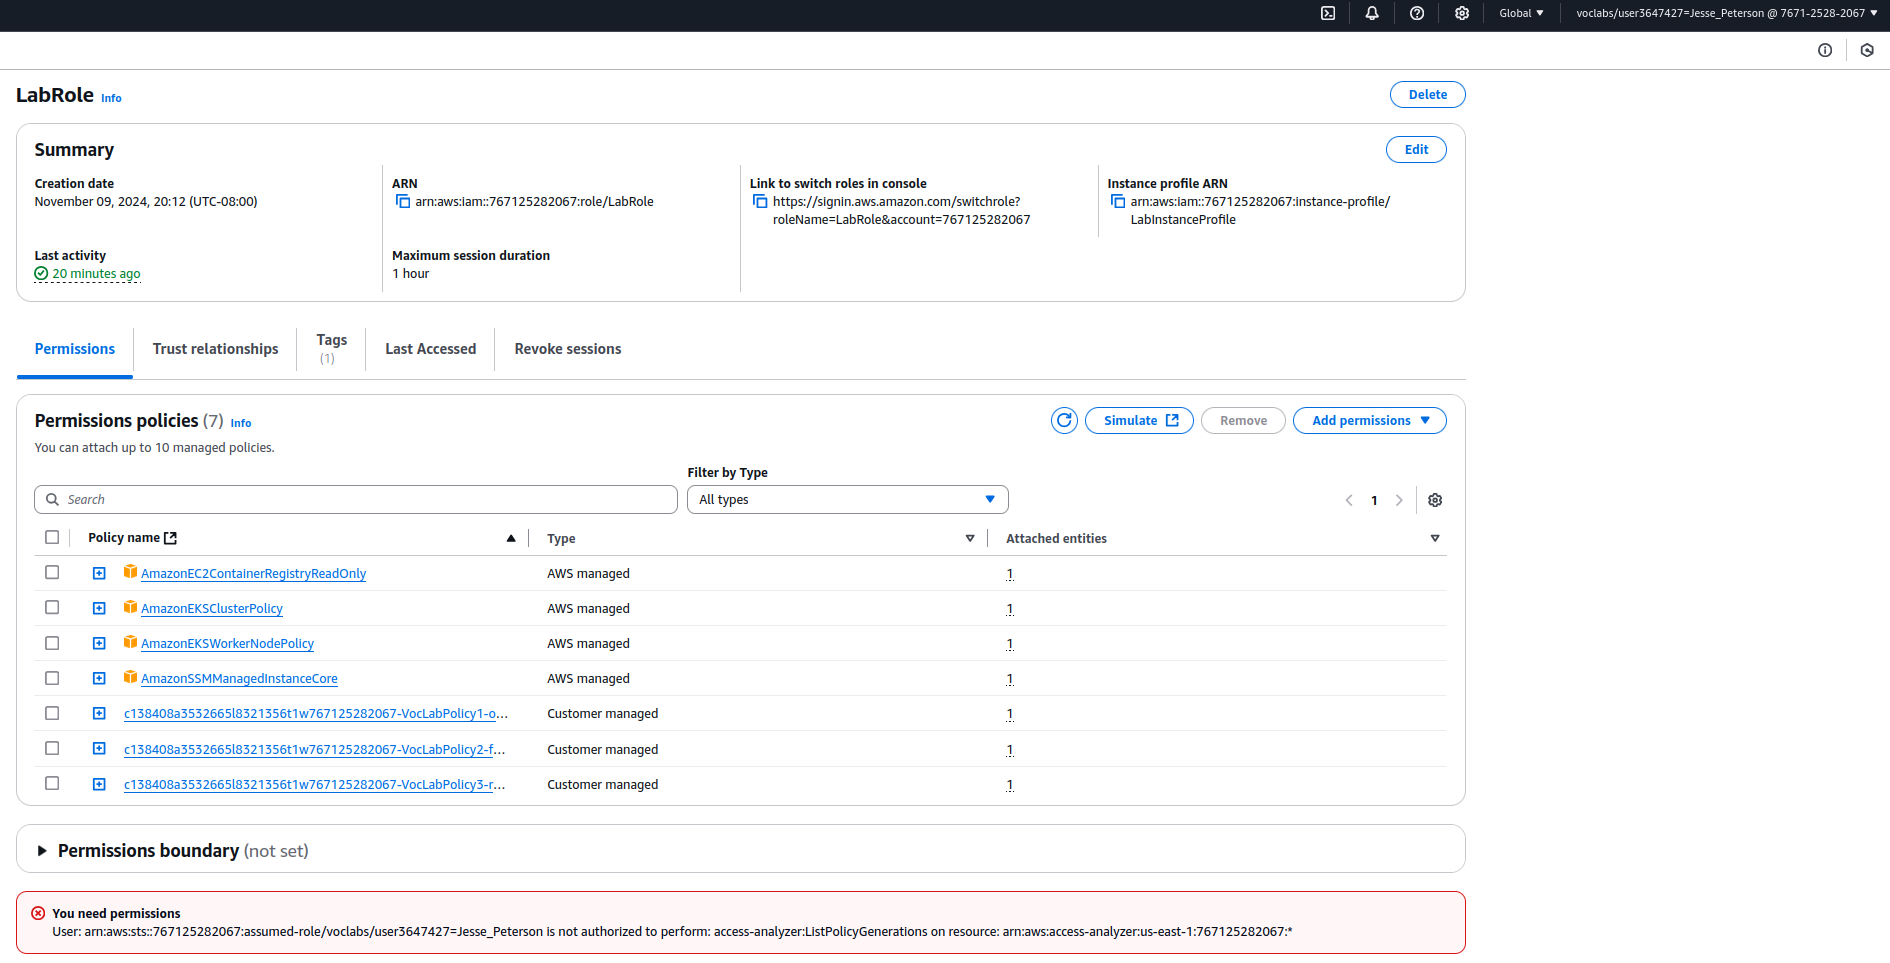 Global
voclabs/user3647427=Jesse_Peterson @ 7671-2528-2067
LabRole Info
Delete
Summary
Edit
Creation date
November 09, 2024, 20:12 (UTC-08:00)
ARN
arn:aws:iam::767125282067:role/LabRole
Link to switch roles in console
https://signin.aws.amazon.com/switchrole?
roleName=LabRole&account=767125282067
Instance profile ARN
arn:aws:iam::767125282067:instance-profile/
LabInstanceProfile
Last activity
20 minutes ago
Maximum session duration
1 hour
Permissions
Trust relationships
Tags
(1)
Last Accessed
Revoke sessions
Permissions policies (7) Info
You can attach up to 10 managed policies.
Simulate
Remove
Add permissions
Filter by Type
Search
All types
1
Policy name
Type
Attached entities
AmazonEC2ContainerRegistryReadOnly AWS managed 1
AmazonEKSClusterPolicy AWS managed 1
AmazonEKSWorkerNodePolicy AWS managed 1
AmazonSSMManagedInstanceCore AWS managed 1
c138408a3532665l8321356t1w767125282067-VocLabPolicy1-o... Customer managed 1
c138408a3532665l8321356t1w767125282067-VocLabPolicy2-f... Customer managed 1
c138408a3532665l8321356t1w767125282067-VocLabPolicy3-r... Customer managed 1
Permissions boundary (not set)
You need permissions
User: arn:aws:sts::767125282067:assumed-role/voclabs/user3647427=Jesse_Peterson is not authorized to perform: access-analyzer:ListPolicyGenerations on resource: arn:aws:access-analyzer:us-east-1:767125282067:*